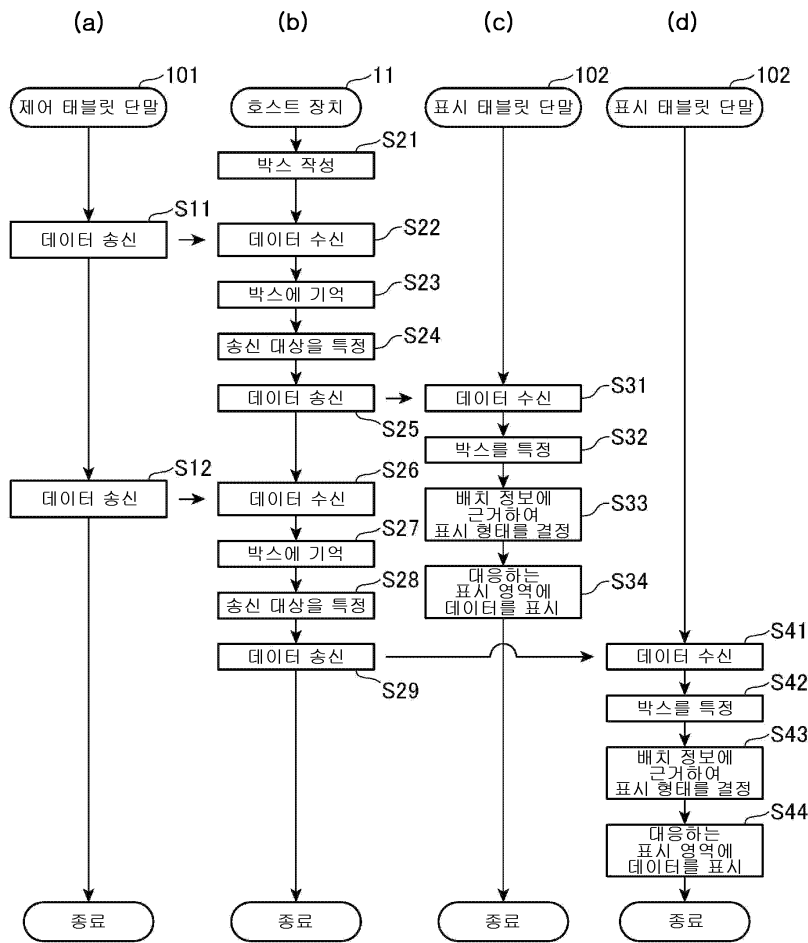 (a) (b) (c) (d)
101 11 102 102
제어 태블릿 단말 호스트 장치 표시 태블릿 단말 표시 태블릿 단말
S21
박스 작성
S11
데이터 송신
S22
데이터 수신
S23
박스에 기억
S24
송신 대상을 특정
데이터 송신
S25
S31
데이터 수신
S32
박스를 특정
S12
데이터 송신
S26
데이터 수신
S33
배치 정보에
근거하여
표시 형태를 결정
S27
박스에 기억
S34
대응하는
표시 영역에
데이터를 표시
S28
송신 대상을 특정
데이터 송신
S29
S41
데이터 수신
S42
박스를 특정
S43
배치 정보에
근거하여
표시 형태를 결정
S44
대응하는
표시 영역에
데이터를 표시
종료 종료 종료 종료